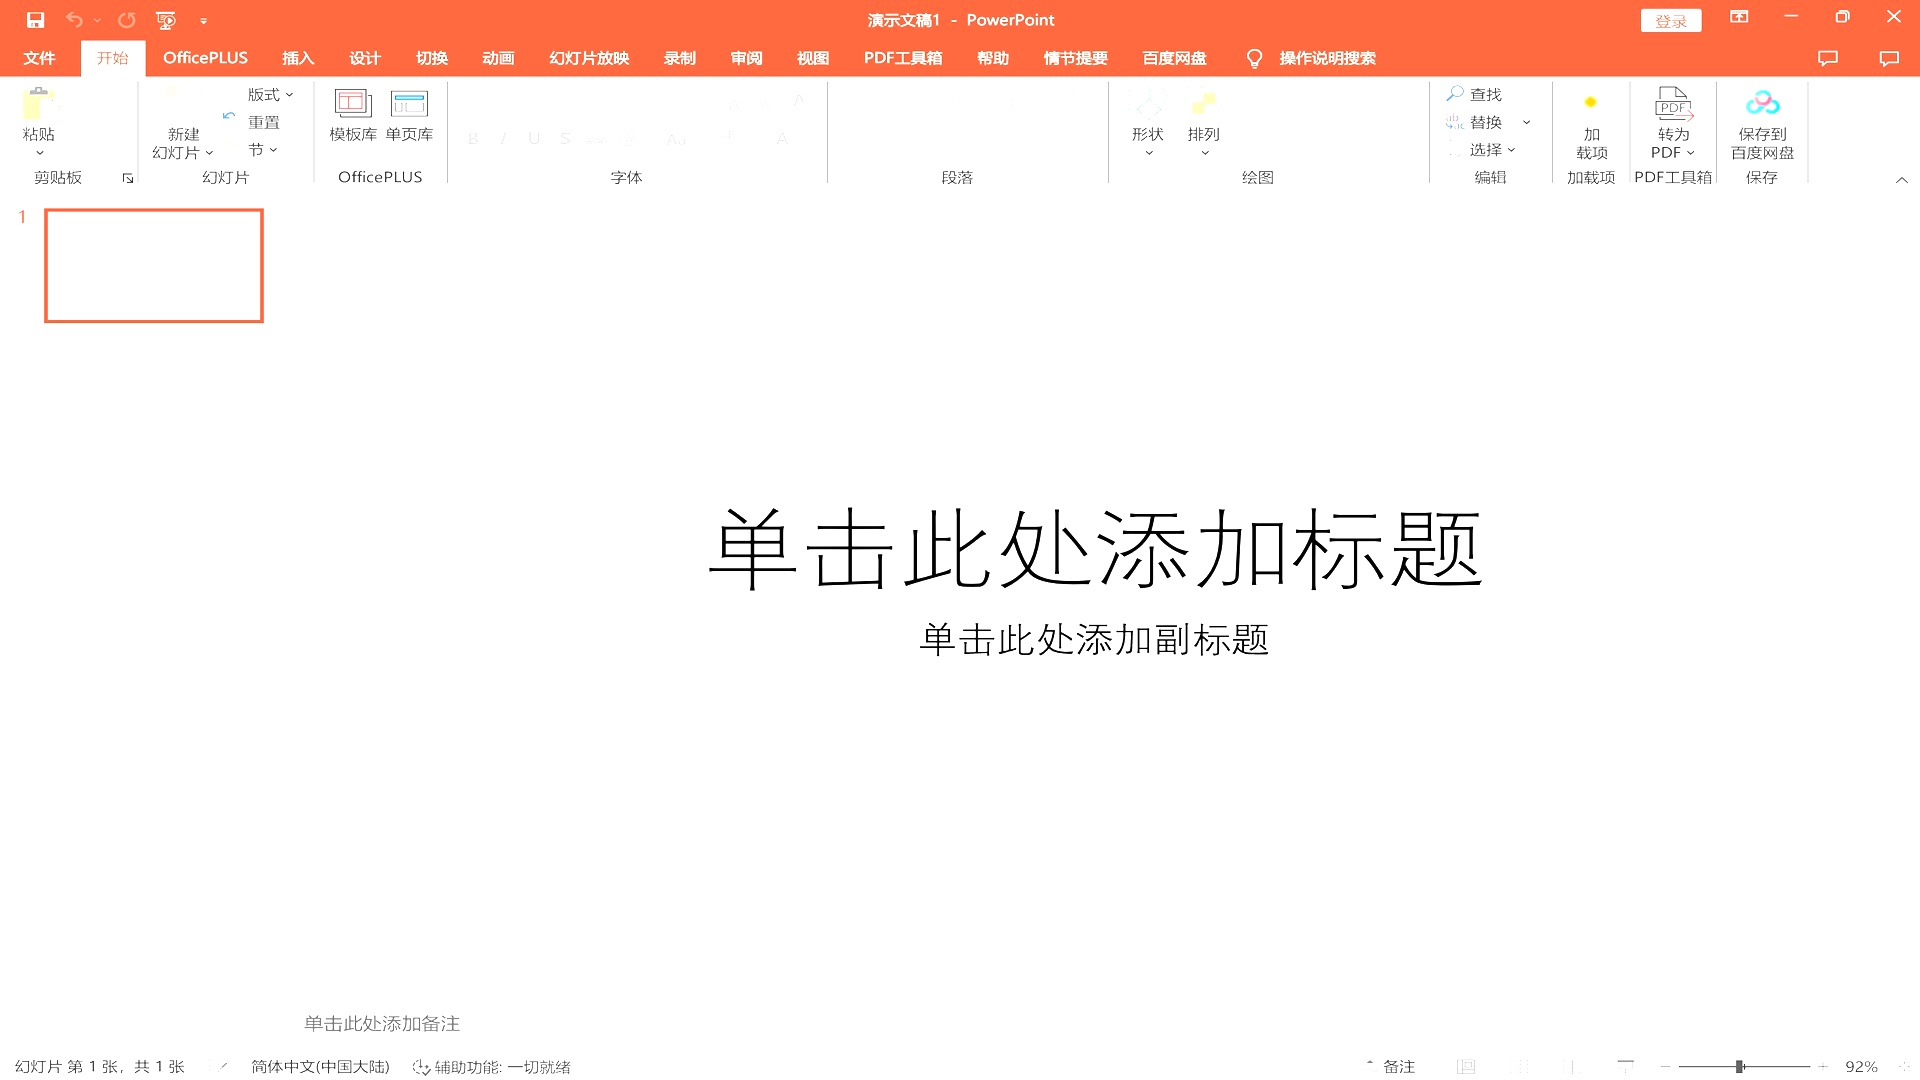 演示文稿1 - PowerPoint
登录
文件 开始 OfficePLUS 插入 设计 切换 动画 幻灯片放映 录制 审阅 视图 PDF工具箱 帮助 情节提要 百度网盘 操作说明搜索
粘贴
剪贴板
新建
幻灯片
版式
重置
节
幻灯片
模板库 单页库
OfficePLUS
B I U S Aa A
字体
段落
形状 排列
绘图
查找
替换
选择
编辑
加
载项
加载项
PDF
转为
PDF
PDF工具箱
保存到
百度网盘
保存
1
单击此处添加标题
单击此处添加副标题
单击此处添加备注
幻灯片 第 1 张，共 1 张 简体中文(中国大陆) 辅助功能: 一切就绪 备注 92%